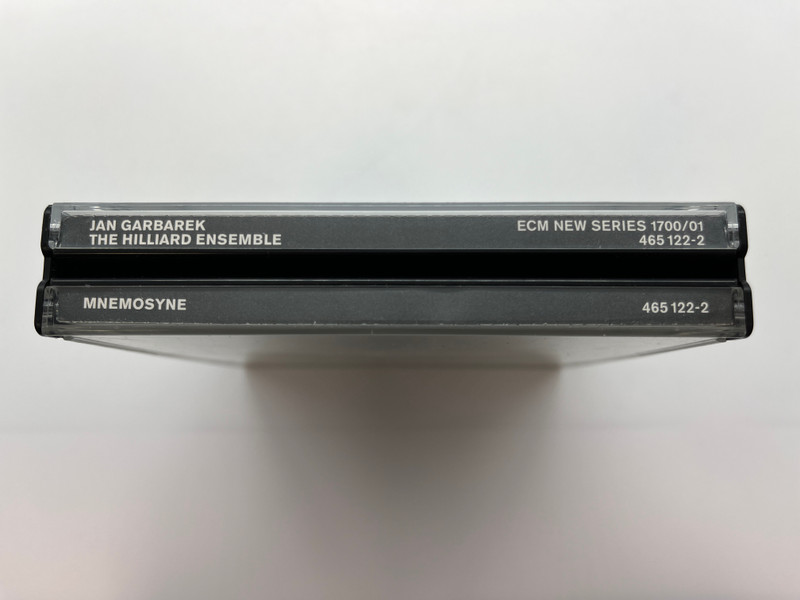 JAN GARBAREK
THE HILLIARD ENSEMBLE
ECM NEW SERIES 1700/01
465 122-2
MNEMOSYNE
465 122-2